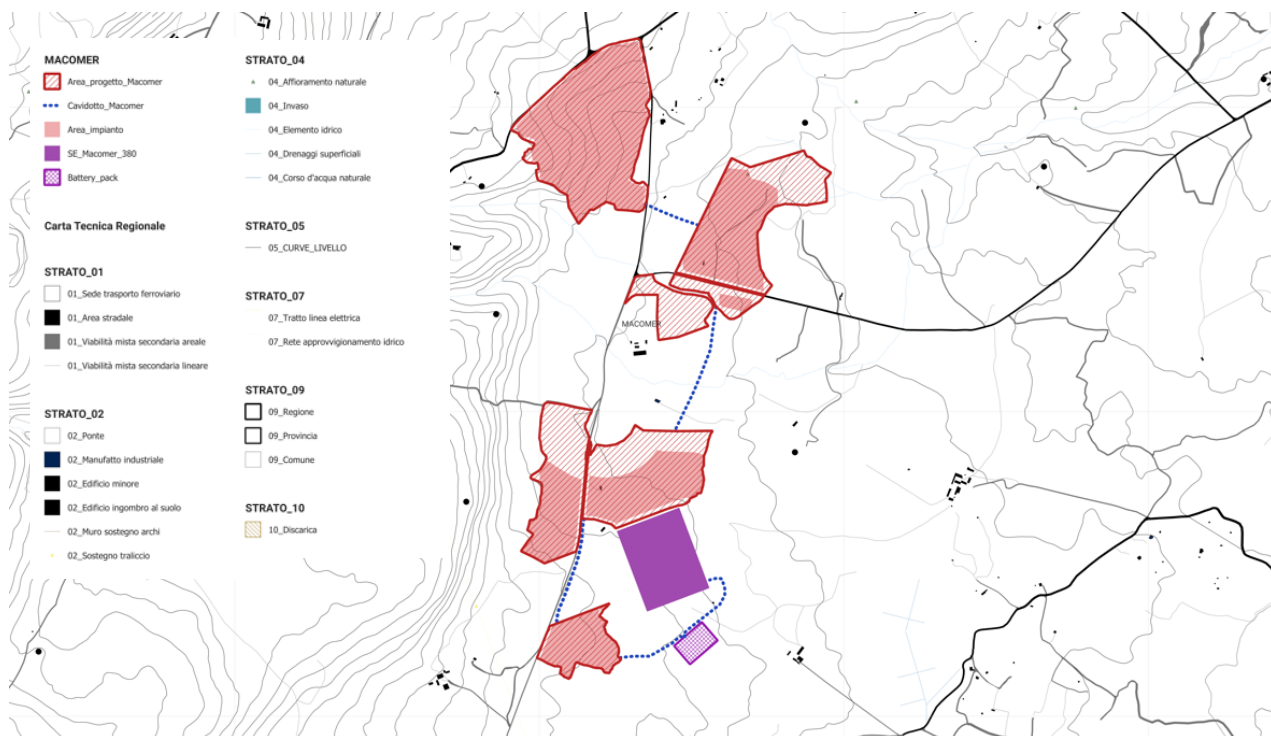 MACOMER
Area_progetto_Macomer
Cavidotto_Macomer
Area_impianto
SE_Macomer_380
Battery_pack
Carta Tecnica Regionale
STRATO_01
01_Sede trasporto ferroviario
01_Area stradale
01_Viabilità mista secondaria areale
01_Viabilità mista secondaria lineare
STRATO_02
02_Ponte
02_Manufatto industriale
02_Edificio minore
02_Edificio ingombro al suolo
02_Muro sostegno archi
02_Sostegno traliccio
STRATO_04
04_Affioramento naturale
04_Invaso
04_Elemento idrico
04_Drenaggi superficiali
04_Corso d'acqua naturale
STRATO_05
05_CURVE_LIVELLO
STRATO_07
07_Tratto linea elettrica
07_Rete approvvigionamento idrico
STRATO_09
09_Regione
09_Provincia
09_Comune
STRATO_10
10_Discarica
MACOMER